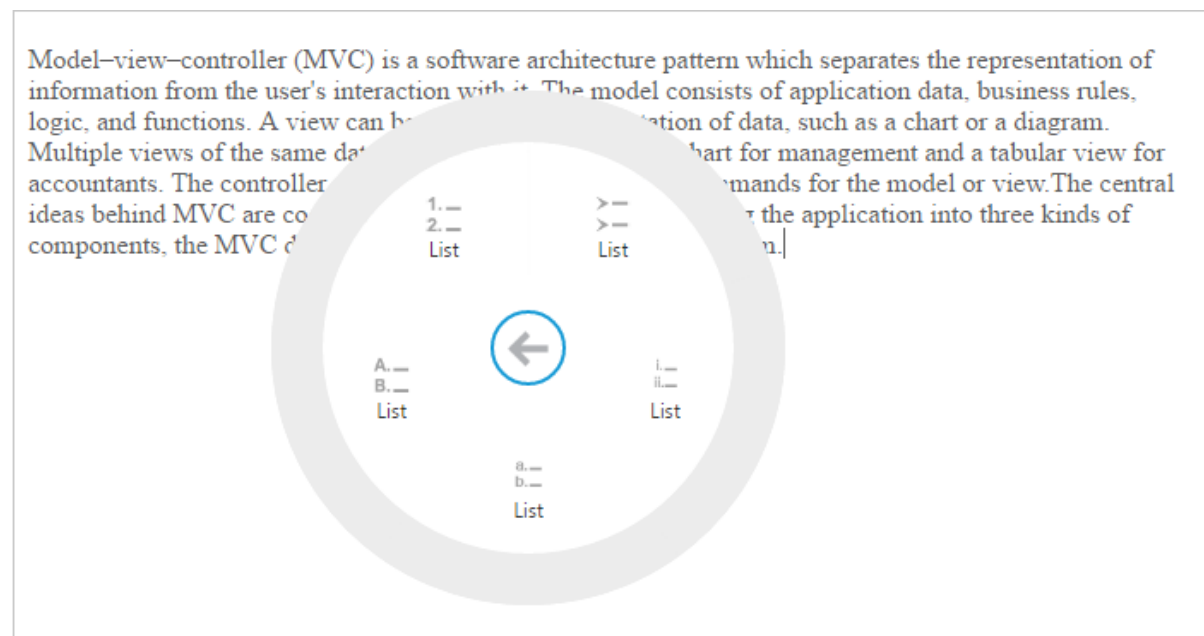 Model–view–controller (MVC) is a software architecture pattern which separates the representation of
information from the user's interaction with it. The model consists of application data, business rules,
logic, and functions. A view can of data, such as a chart or a diagram.
Multiple views of the same for management and a tabular view for
accountants. The controller for the model or view.The central
ideas behind MVC are the application into three kinds of
components, the MVC
1. 2. List
List
A. B. List
i. ii. List
a. b. List